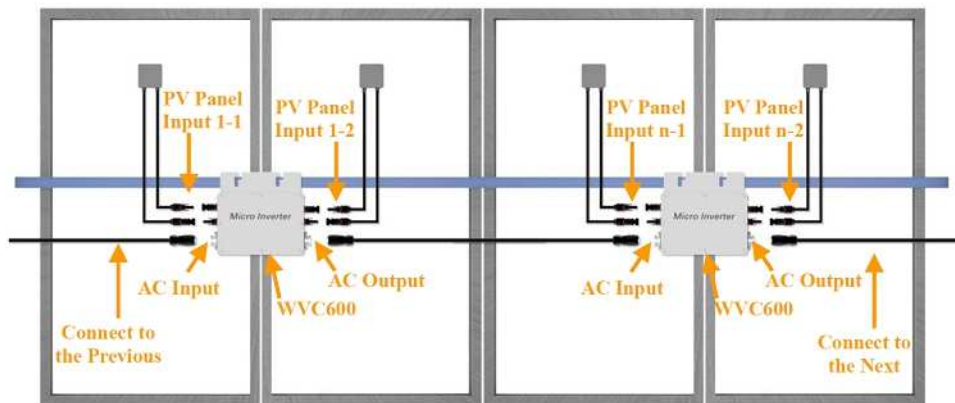 PV Panel
Input 1-1
PV Panel
Input 1-2
PV Panel
Input n-1
PV Panel
Input n-2
Micro Inverter
Micro Inverter
AC Input
AC Output
AC Input
AC Output
WVC600
WVC600
Connect to
the Previous
Connect to
the Next